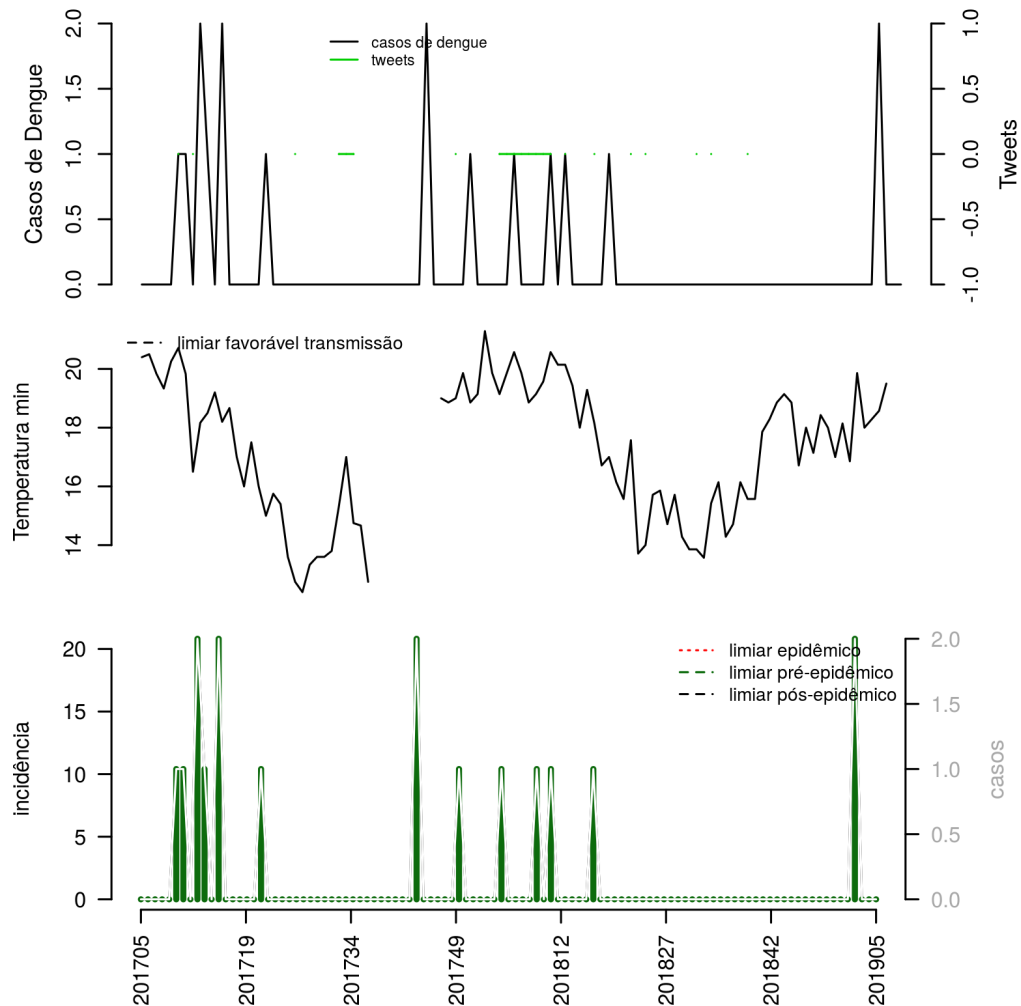 casos de dengue
tweets
Casos de Dengue
0.0 0.5 1.0 1.5 2.0
Tweets
-1.0 -0.5 0.0 0.5 1.0
limiar favorável transmissão
Temperatura min
14 16 18 20
limiar epidêmico
limiar pré-epidêmico
limiar pós-epidêmico
incidência
0
5
10
15
20
casos
0.0
0.5
1.0
1.5
2.0
201705 201719 201734 201749 201812 201827 201842 201905